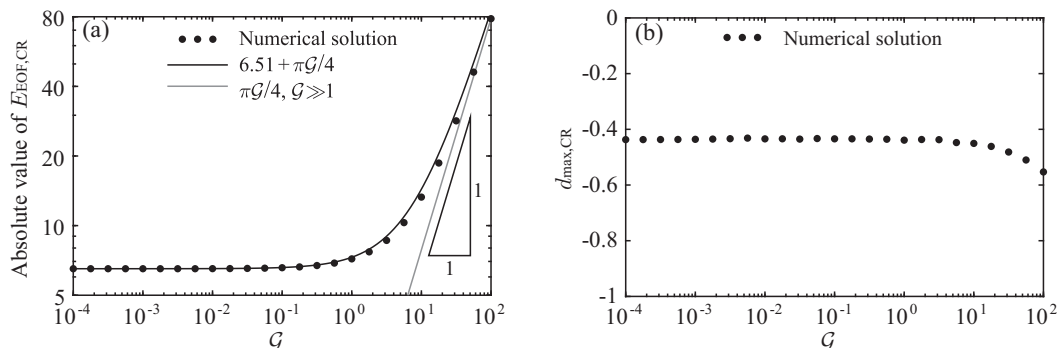 (a)
Numerical solution
6.51 + π𝒢/4
π𝒢/4, 𝒢≫1
Absolute value of E_EOF,CR
80
40
20
10
5
1
1
10^-4 10^-3 10^-2 10^-1 10^0 10^1 10^2
𝒢
(b)
Numerical solution
d_max,CR
0
-0.2
-0.4
-0.6
-0.8
-1
10^-4 10^-3 10^-2 10^-1 10^0 10^1 10^2
𝒢